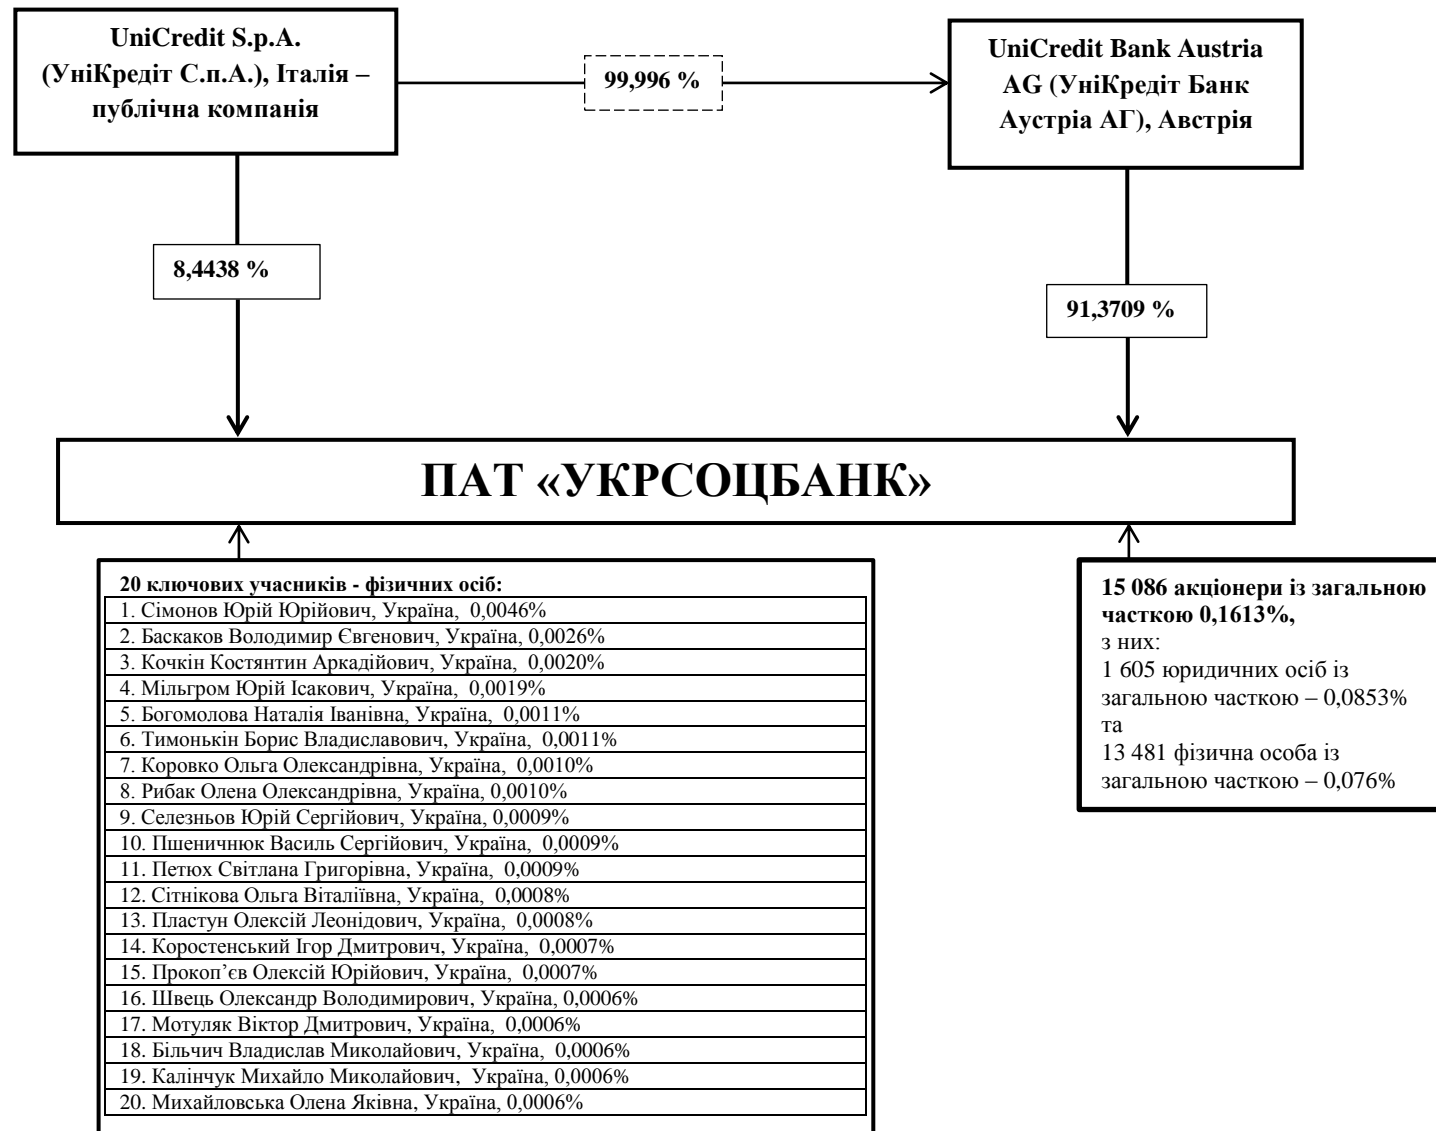 UniCredit S.p.A.
(УніКредіт С.п.А.), Італія –
публічна компанія
99,996 %
UniCredit Bank Austria
AG (УніКредіт Банк
Аустріа АГ), Австрія
8,4438 %
91,3709 %
ПАТ «УКРСОЦБАНК»
20 ключових учасників - фізичних осіб:
1. Сімонов Юрій Юрійович, Україна, 0,0046%
2. Баскаков Володимир Євгенович, Україна, 0,0026%
3. Кочкін Костянтин Аркадійович, Україна, 0,0020%
4. Мільгром Юрій Ісакович, Україна, 0,0019%
5. Богомолова Наталія Іванівна, Україна, 0,0011%
6. Тимонькін Борис Владиславович, Україна, 0,0011%
7. Коровко Ольга Олександрівна, Україна, 0,0010%
8. Рибак Олена Олександрівна, Україна, 0,0010%
9. Селезньов Юрій Сергійович, Україна, 0,0009%
10. Пшеничнюк Василь Сергійович, Україна, 0,0009%
11. Петюх Світлана Григорівна, Україна, 0,0009%
12. Сітнікова Ольга Віталіївна, Україна, 0,0008%
13. Пластун Олексій Леонідович, Україна, 0,0008%
14. Коростенський Ігор Дмитрович, Україна, 0,0007%
15. Прокоп’єв Олексій Юрійович, Україна, 0,0007%
16. Швець Олександр Володимирович, Україна, 0,0006%
17. Мотуляк Віктор Дмитрович, Україна, 0,0006%
18. Більчич Владислав Миколайович, Україна, 0,0006%
19. Калінчук Михайло Миколайович, Україна, 0,0006%
20. Михайловська Олена Яківна, Україна, 0,0006%
15 086 акціонери із загальною
часткою 0,1613%,
з них:
1 605 юридичних осіб із
загальною часткою – 0,0853%
та
13 481 фізична особа із
загальною часткою – 0,076%